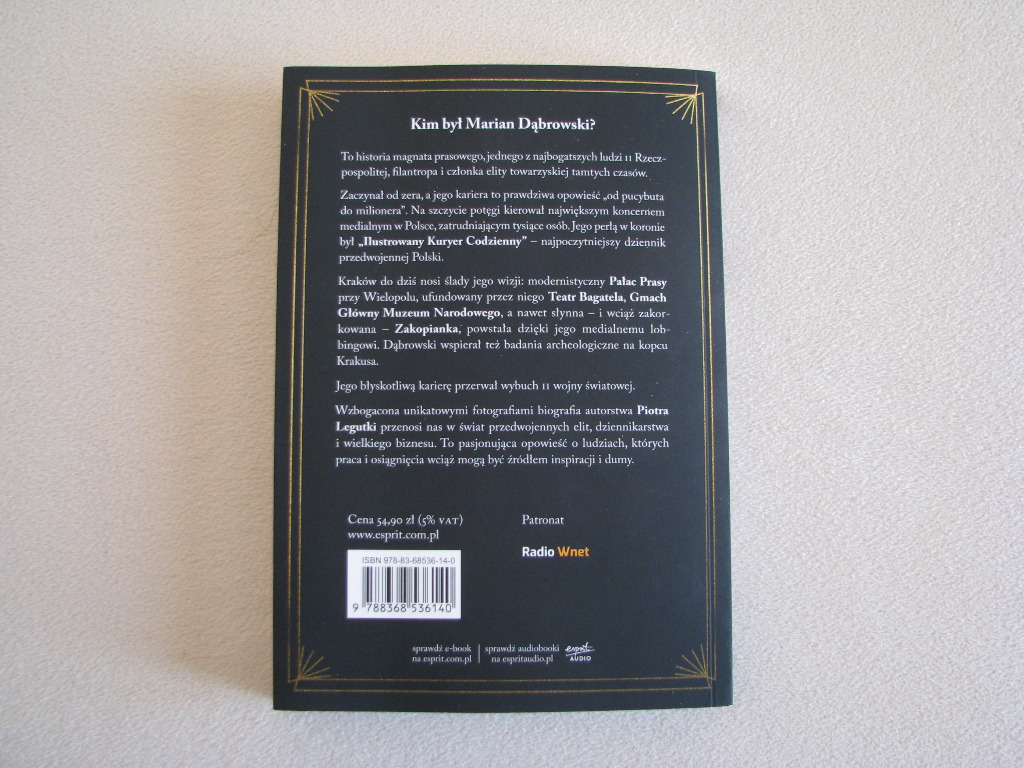 Kim był Marian Dąbrowski?
To historia magnata prasowego, jednego z najbogatszych ludzi II Rzecz-
pospolitej, filantropa i członka elity towarzyskiej tamtych czasów.
Zaczynał od zera, a jego kariera to prawdziwa opowieść „od pucybuta
do milionera”. Na szczycie potęgi kierował największym koncernem
medialnym w Polsce, zatrudniającym tysiące osób. Jego perłą w koronie
był „Ilustrowany Kuryer Codzienny” – najpoczytniejszy dziennik
przedwojennej Polski.
Kraków do dziś nosi ślady jego wizji: modernistyczny Pałac Prasy
przy Wielopolu, ufundowany przez niego Teatr Bagatela, Gmach
Główny Muzeum Narodowego, a nawet słynna – i wciąż zakor-
kowana – Zakopianka, powstała dzięki jego medialnemu lob-
bingowi. Dąbrowski wspierał też badania archeologiczne na kopcu
Krakusa.
Jego błyskotliwą karierę przerwał wybuch II wojny światowej.
Wzbogacona unikatowymi fotografiami biografia autorstwa Piotra
Legutki przenosi nas w świat przedwojennych elit, dziennikarstwa
i wielkiego biznesu. To pasjonująca opowieść o ludziach, których
praca i osiągnięcia wciąż mogą być źródłem inspiracji i dumy.
Cena 54,90 zł (5% VAT)
www.esprit.com.pl
Patronat
Radio Wnet
ISBN 978-83-68536-14-0
9 788368 536140
sprawdź e-book
na esprit.com.pl
sprawdź audiobooki
na espritaudio.pl
esprit
AUDIO